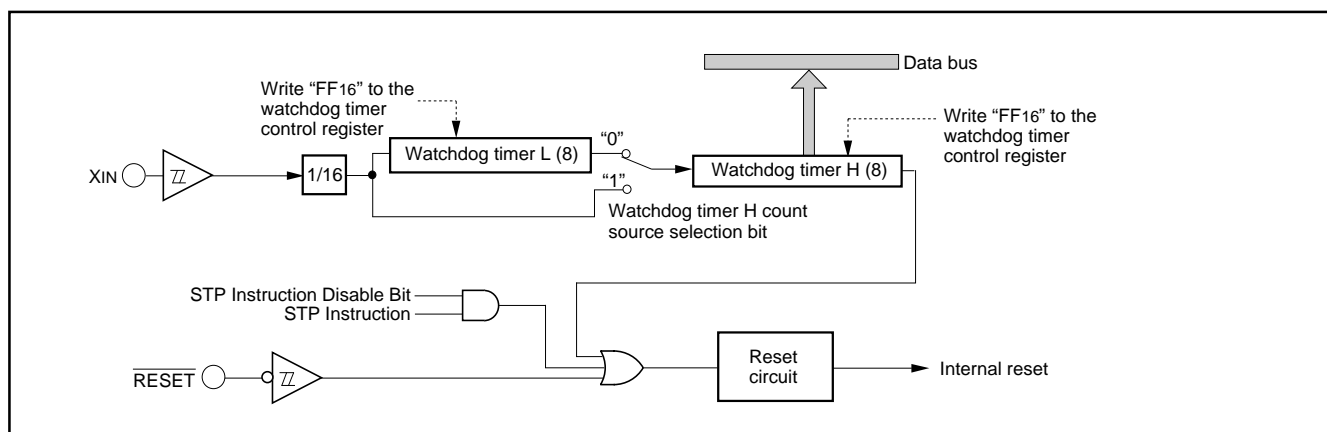 Data bus
Write “FF16” to the
watchdog timer
control register
Write “FF16” to the
watchdog timer
control register
“0”
Watchdog timer L (8)
XIN
1/16
Watchdog timer H (8)
“1”
Watchdog timer H count
source selection bit
STP Instruction Disable Bit
STP Instruction
RESET
Reset
circuit
Internal reset